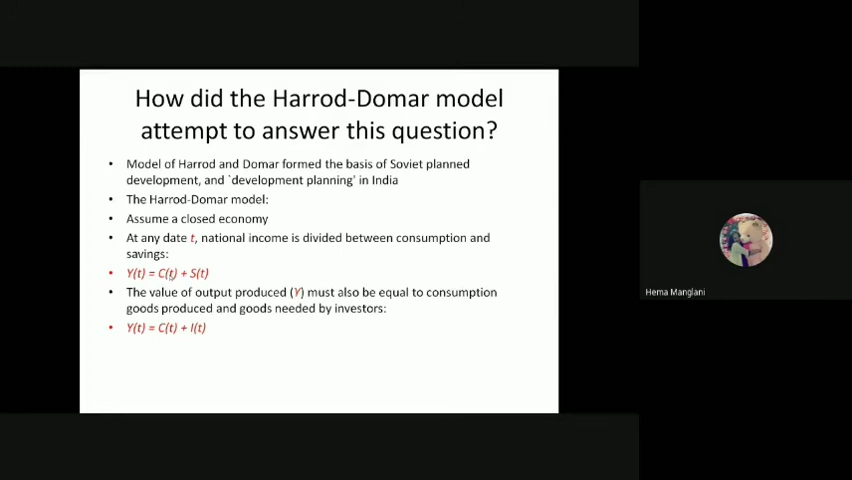 How did the Harrod-Domar model
attempt to answer this question?
• Model of Harrod and Domar formed the basis of Soviet planned
development, and `development planning' in India
• The Harrod-Domar model:
• Assume a closed economy
• At any date t, national income is divided between consumption and
savings:
• Y(t) = C(t) + S(t)
• The value of output produced (Y) must also be equal to consumption
goods produced and goods needed by investors:
• Y(t) = C(t) + I(t)
Hema Manglani